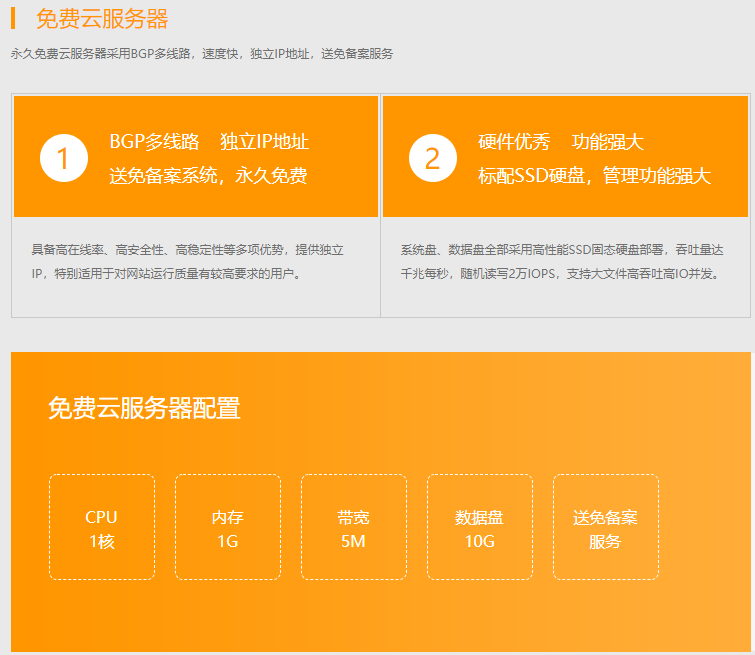 免费云服务器
永久免费云服务器采用BGP多线路，速度快，独立IP地址，送免备案服务
1
BGP多线路 独立IP地址
送免备案系统，永久免费
具备高在线率、高安全性、高稳定性等多项优势，提供独立
IP，特别适用于对网站运行质量有较高要求的用户。
2
硬件优秀 功能强大
标配SSD硬盘，管理功能强大
系统盘、数据盘全部采用高性能SSD固态硬盘部署，吞吐量达
千兆每秒，随机读写2万IOPS，支持大文件高吞吐高IO并发。
免费云服务器配置
CPU
1核
内存
1G
带宽
5M
数据盘
10G
送免备案
服务